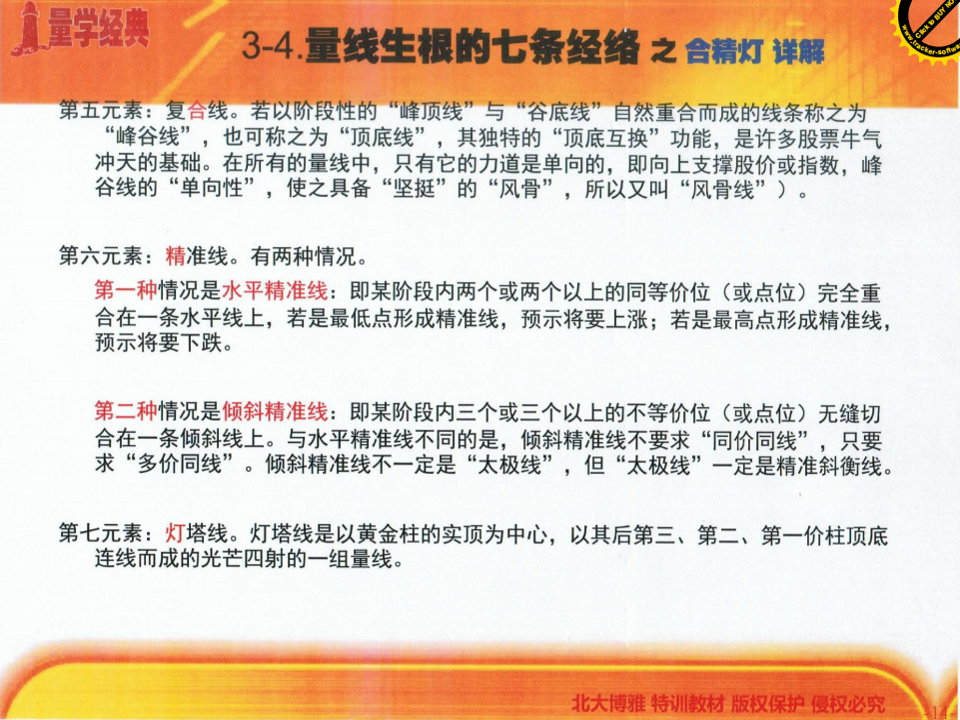 量学经典
3-4.量线生根的七条经络 之 合精灯 详解
Click to BUY NO
www.tracker-softwa
第五元素：复合线。若以阶段性的“峰顶线”与“谷底线”自然重合而成的线条称之为
“峰谷线”，也可称之为“顶底线”，其独特的“顶底互换”功能，是许多股票牛气
冲天的基础。在所有的量线中，只有它的力道是单向的，即向上支撑股价或指数，峰
谷线的“单向性”，使之具备“坚挺”的“风骨”，所以又叫“风骨线”）。
第六元素：精准线。有两种情况。
第一种情况是水平精准线：即某阶段内两个或两个以上的同等价位（或点位）完全重
合在一条水平线上，若是最低点形成精准线，预示将要上涨；若是最高点形成精准线，
预示将要下跌。
第二种情况是倾斜精准线：即某阶段内三个或三个以上的不等价位（或点位）无缝切
合在一条倾斜线上。与水平精准线不同的是，倾斜精准线不要求“同价同线”，只要
求“多价同线”。倾斜精准线不一定是“太极线”，但“太极线”一定是精准斜衡线。
第七元素：灯塔线。灯塔线是以黄金柱的实顶为中心，以其后第三、第二、第一价柱顶底
连线而成的光芒四射的一组量线。
北大博雅 特训教材 版权保护 侵权必究
-14-